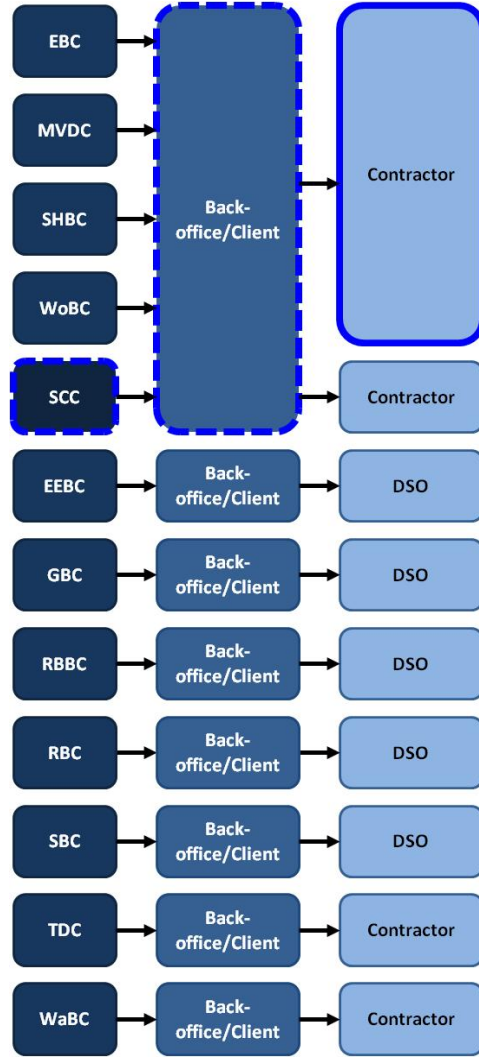 EBC
MVDC
SHBC
WoBC
Back-
office/Client
Contractor
SCC
Contractor
EEBC
Back-
office/Client
DSO
GBC
Back-
office/Client
DSO
RBBC
Back-
office/Client
DSO
RBC
Back-
office/Client
DSO
SBC
Back-
office/Client
DSO
TDC
Back-
office/Client
Contractor
WaBC
Back-
office/Client
Contractor